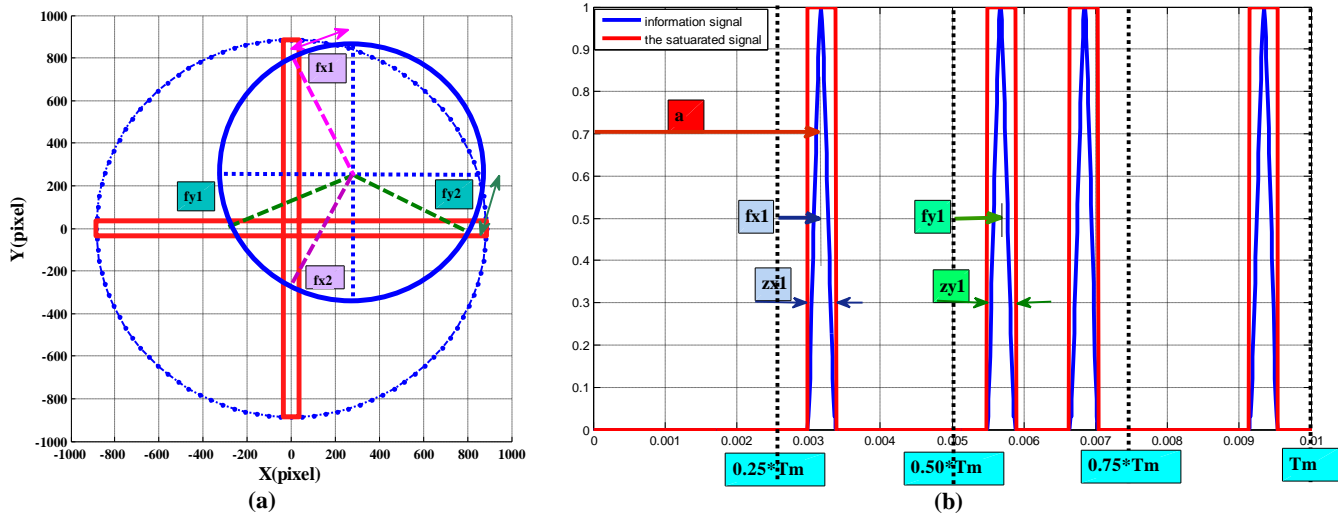 1000
800
600
400
200
0
-200
-400
-600
-800
-1000
Y(pixel)
-1000 -800 -600 -400 -200 0 200 400 600 800 1000
X(pixel)
(a)
fx1
fy1
fy2
fx2
1
0.9
0.8
0.7
0.6
0.5
0.4
0.3
0.2
0.1
0
information signal
the satuarated signal
a
fx1
fy1
zx1
zy1
0 0.001 0.002 0.003 0.004 0.005 0.006 0.007 0.008 0.009 0.01
0.25*Tm
0.50*Tm
0.75*Tm
Tm
(b)